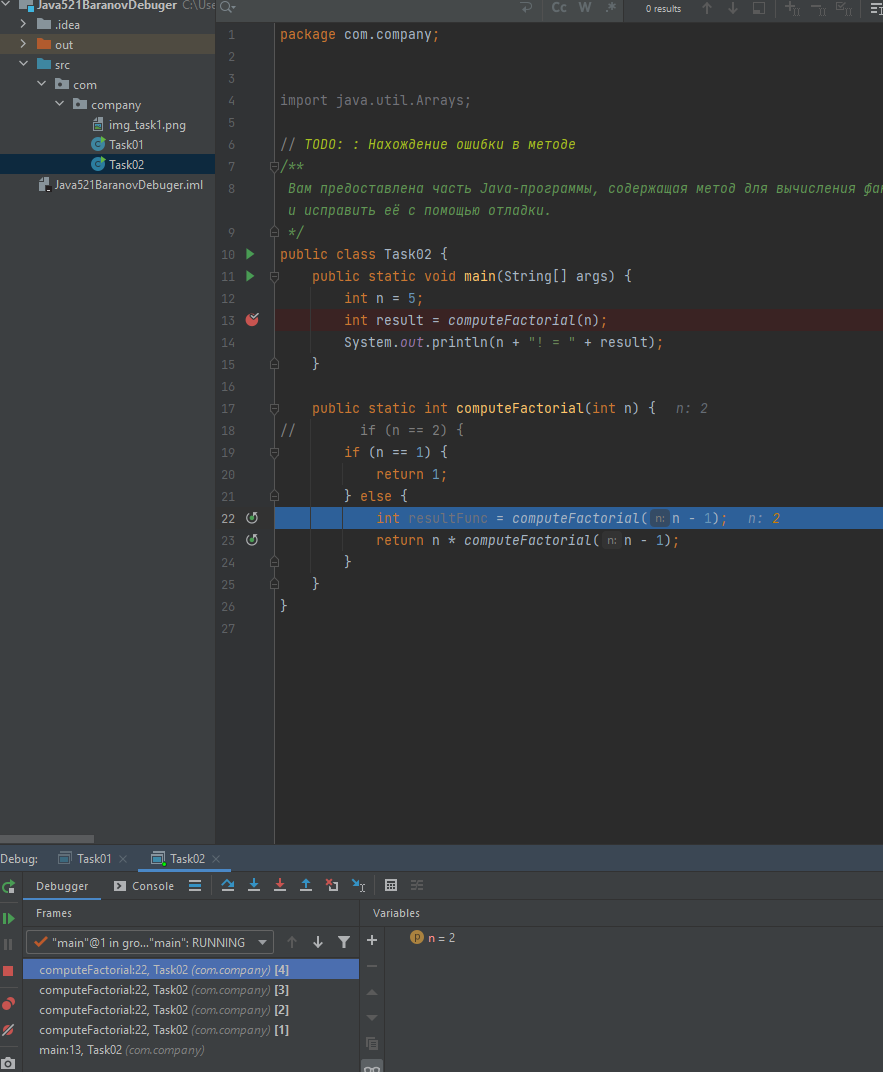 Java521BaranovDebuger C:\Use
.idea
out
src
com
company
img_task1.png
Task01
Task02
Java521BaranovDebuger.iml
Cc W .* 0 results
1 package com.company;
2
3
4 import java.util.Arrays;
5
6 // TODO: : Нахождение ошибки в методе
7 /**
8 Вам предоставлена часть Java-программы, содержащая метод для вычисления фак
и исправить её с помощью отладки.
9 */
10 public class Task02 {
11 public static void main(String[] args) {
12 int n = 5;
13 int result = computeFactorial(n);
14 System.out.println(n + "! = " + result);
15 }
16
17 public static int computeFactorial(int n) { n: 2
18 // if (n == 2) {
19 if (n == 1) {
20 return 1;
21 } else {
22 int resultFunc = computeFactorial( n: n - 1); n: 2
23 return n * computeFactorial( n: n - 1);
24 }
25 }
26 }
27
Debug: Task01 Task02
Debugger Console
Frames Variables
"main"@1 in gro..."main": RUNNING
p n = 2
computeFactorial:22, Task02 (com.company) [4]
computeFactorial:22, Task02 (com.company) [3]
computeFactorial:22, Task02 (com.company) [2]
computeFactorial:22, Task02 (com.company) [1]
main:13, Task02 (com.company)